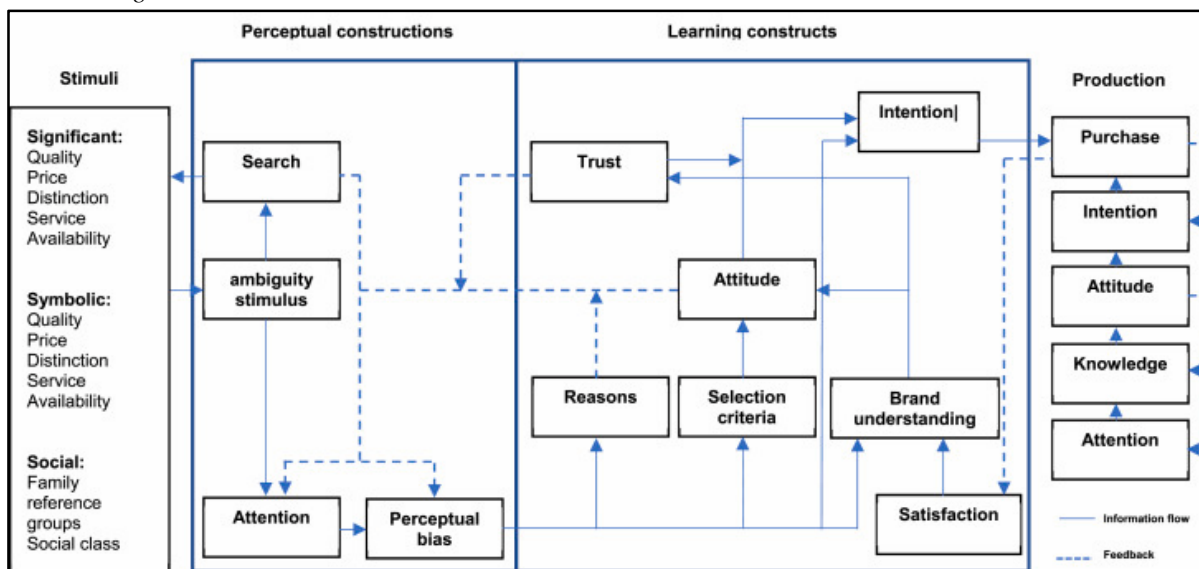 Perceptual constructions
Learning constructs
Stimuli
Production
Significant:
Quality
Price
Distinction
Service
Availability
Symbolic:
Quality
Price
Distinction
Service
Availability
Social:
Family
reference
groups
Social class
Search
ambiguity
stimulus
Attention
Perceptual
bias
Trust
Intention|
Attitude
Reasons
Selection
criteria
Brand
understanding
Satisfaction
Purchase
Intention
Attitude
Knowledge
Attention
Information flow
Feedback